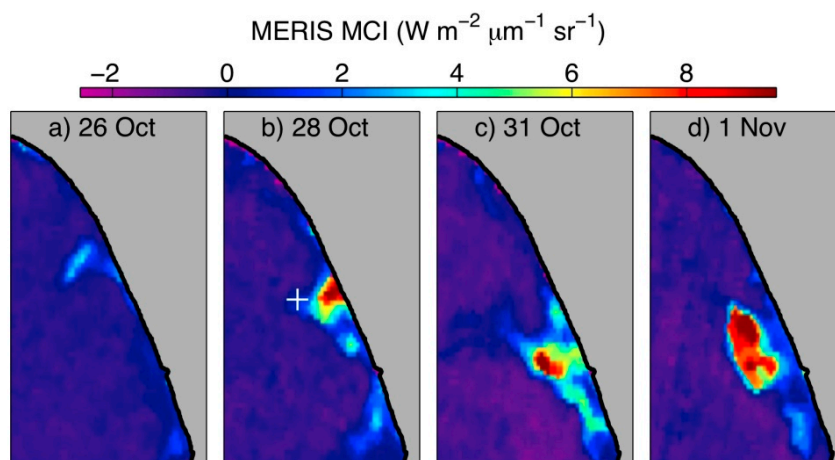 MERIS MCI (W m⁻² μm⁻¹ sr⁻¹)
−2 0 2 4 6 8
a) 26 Oct b) 28 Oct c) 31 Oct d) 1 Nov